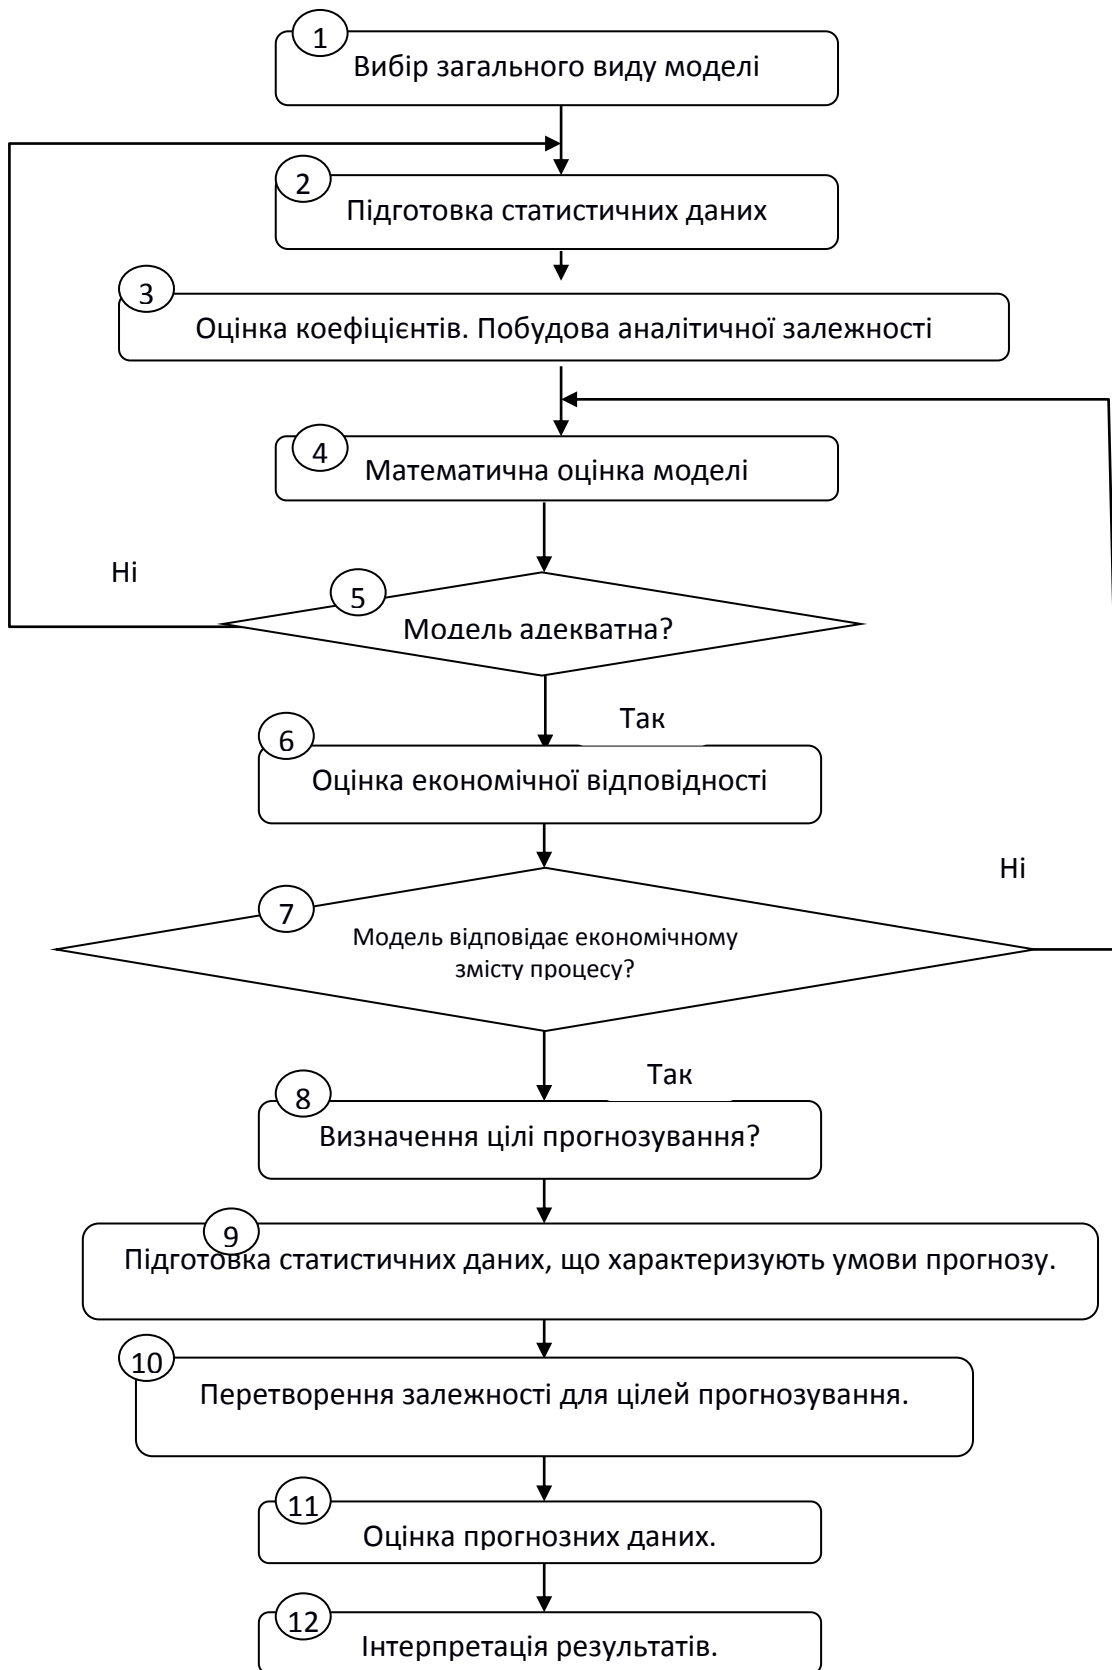 1
Вибір загального виду моделі
2
Підготовка статистичних даних
3
Оцінка коефіцієнтів. Побудова аналітичної залежності
4
Математична оцінка моделі
Ні
5
Модель адекватна?
Так
6
Оцінка економічної відповідності
Ні
7
Модель відповідає економічному
змісту процесу?
Так
8
Визначення цілі прогнозування?
9
Підготовка статистичних даних, що характеризують умови прогнозу.
10
Перетворення залежності для цілей прогнозування.
11
Оцінка прогнозних даних.
12
Інтерпретація результатів.